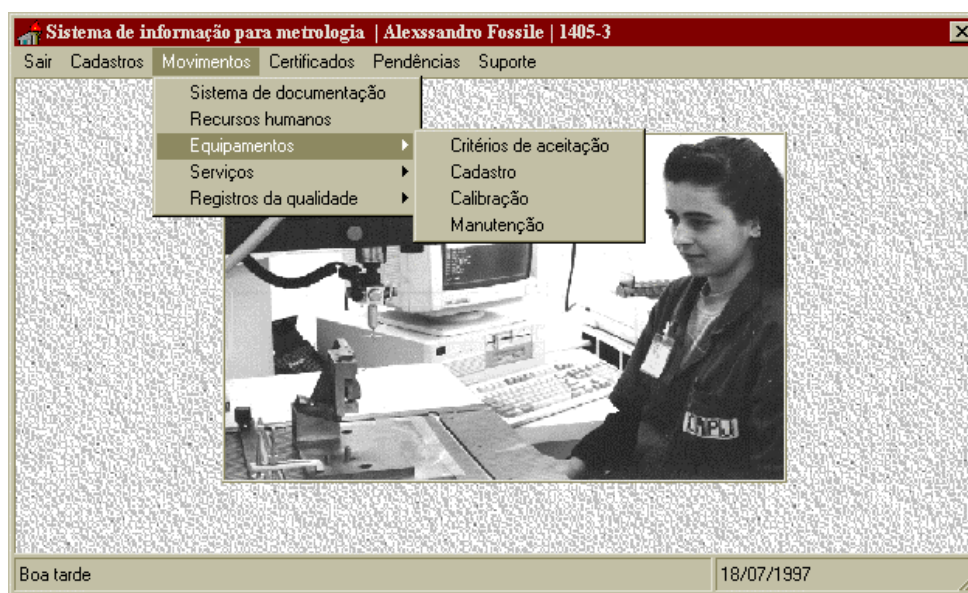 Sistema de informação para metrologia | Alexssandro Fossile | 1405-3
Sair Cadastros Movimentos Certificados Pendências Suporte
Sistema de documentação
Recursos humanos
Equipamentos
Serviços
Registros da qualidade
Critérios de aceitação
Cadastro
Calibração
Manutenção
Boa tarde
18/07/1997